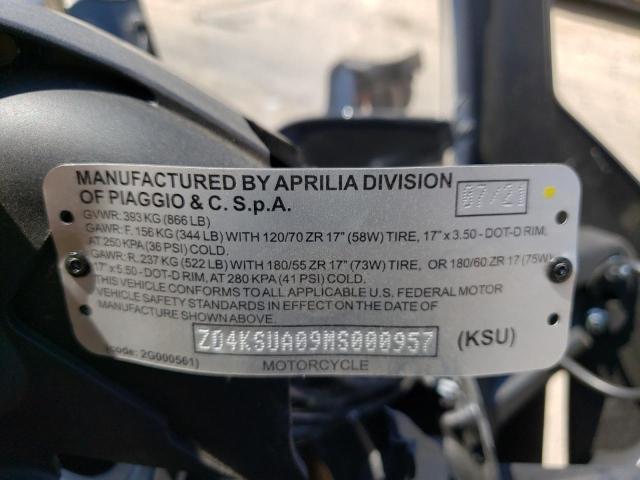 MANUFACTURED BY APRILIA DIVISION
OF PIAGGIO & C. S.p.A.
07/21
GVWR: 393 KG (866 LB)
GAWR: F. 156 KG (344 LB) WITH 120/70 ZR 17" (58W) TIRE, 17" x 3.50 - DOT-D RIM,
AT 250 KPA (36 PSI) COLD.
GAWR: R. 237 KG (522 LB) WITH 180/55 ZR 17" (73W) TIRE, OR 180/60 ZR 17 (75W)
17" x 5.50 - DOT-D RIM, AT 280 KPA (41 PSI) COLD.
THIS VEHICLE CONFORMS TO ALL APPLICABLE U.S. FEDERAL MOTOR
VEHICLE SAFETY STANDARDS IN EFFECT ON THE DATE OF
MANUFACTURE SHOWN ABOVE.
ZD4KSUA09MS000957 (KSU)
(code: 2G000561)
MOTORCYCLE